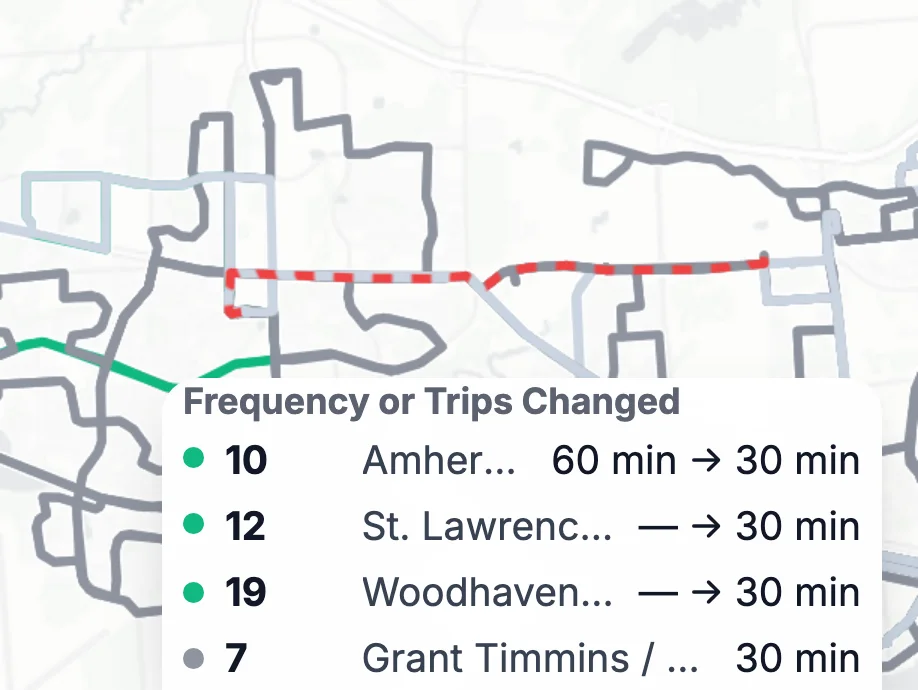 Frequency or Trips Changed
10 Amher... 60 min → 30 min
12 St. Lawrenc... — → 30 min
19 Woodhaven... — → 30 min
7 Grant Timmins / ... 30 min